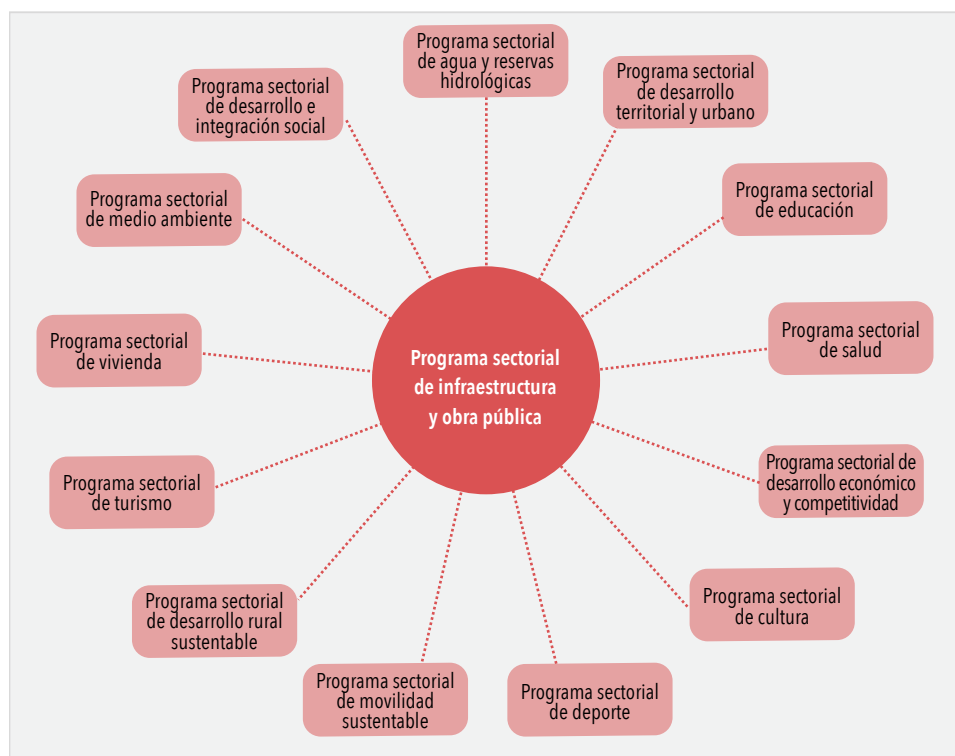 Programa sectorial
de agua y reservas
hidrológicas
Programa sectorial
de desarrollo
territorial y urbano
Programa sectorial
de educación
Programa sectorial
de salud
Programa sectorial de
desarrollo económico
y competitividad
Programa sectorial
de cultura
Programa sectorial
de deporte
Programa sectorial
de movilidad
sustentable
Programa sectorial
de desarrollo rural
sustentable
Programa sectorial
de turismo
Programa sectorial
de vivienda
Programa sectorial
de medio ambiente
Programa sectorial
de desarrollo e
integración social
Programa sectorial
de infraestructura
y obra pública